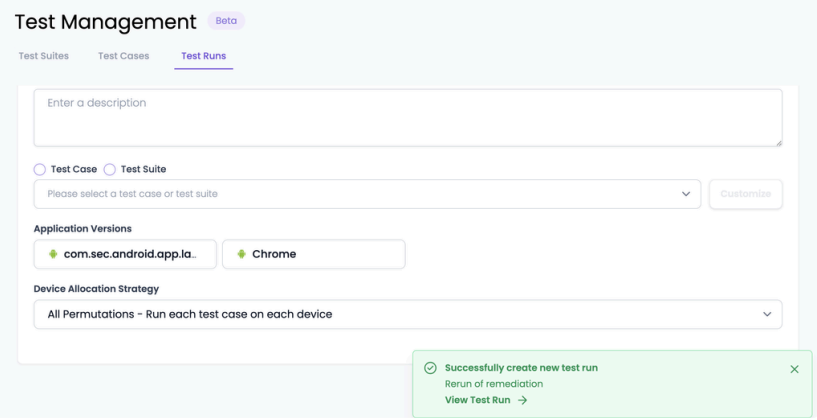 Test Management Beta
Test Suites Test Cases Test Runs
Enter a description
Test Case Test Suite
Please select a test case or test suite Customize
Application Versions
com.sec.android.app.la.. Chrome
Device Allocation Strategy
All Permutations - Run each test case on each device
Successfully create new test run
Rerun of remediation
View Test Run →